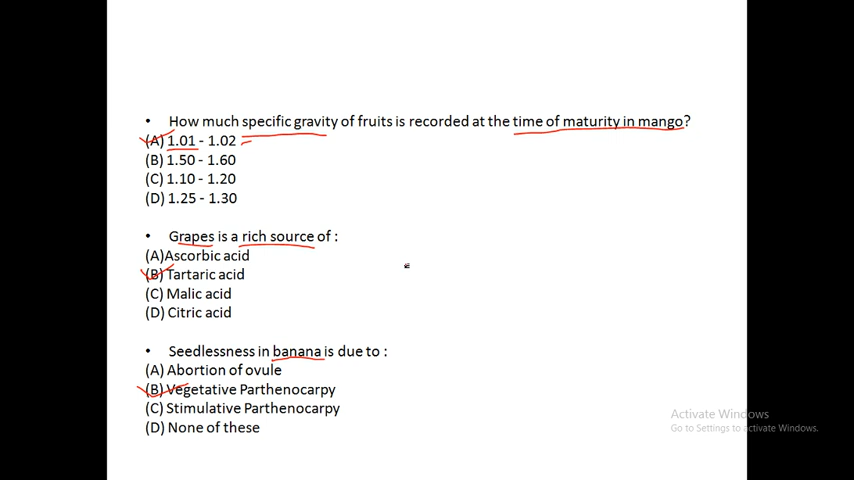 • How much specific gravity of fruits is recorded at the time of maturity in mango?
(A) 1.01 - 1.02
(B) 1.50 - 1.60
(C) 1.10 - 1.20
(D) 1.25 - 1.30
• Grapes is a rich source of :
(A)Ascorbic acid
(B) Tartaric acid
(C) Malic acid
(D) Citric acid
• Seedlessness in banana is due to :
(A) Abortion of ovule
(B) Vegetative Parthenocarpy
(C) Stimulative Parthenocarpy
(D) None of these
Activate Windows
Go to Settings to activate Windows.